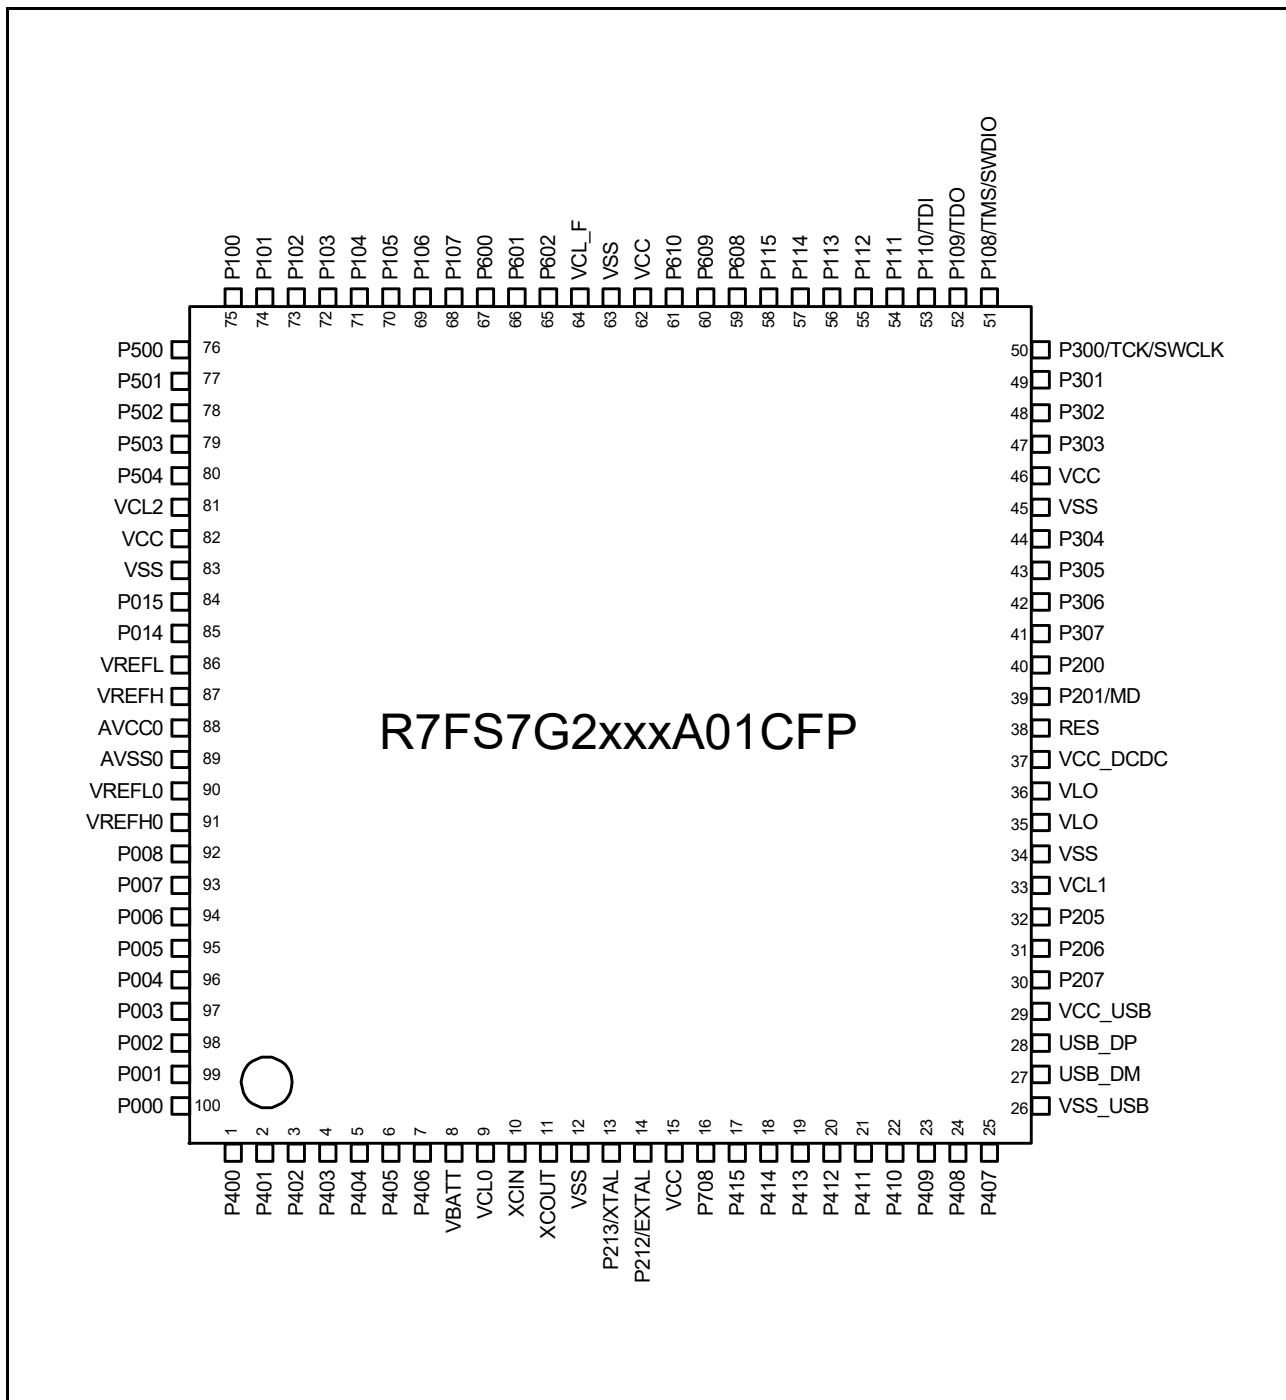 P100
P101
P102
P103
P104
P105
P106
P107
P600
P601
P602
VCL_F
VSS
VCC
P610
P609
P608
P115
P114
P113
P112
P111
P110/TDI
P109/TDO
P108/TMS/SWDIO
75
74
73
72
71
70
69
68
67
66
65
64
63
62
61
60
59
58
57
56
55
54
53
52
51
P500 76
P501 77
P502 78
P503 79
P504 80
VCL2 81
VCC 82
VSS 83
P015 84
P014 85
VREFL 86
VREFH 87
AVCC0 88
AVSS0 89
VREFL0 90
VREFH0 91
P008 92
P007 93
P006 94
P005 95
P004 96
P003 97
P002 98
P001 99
P000 100
R7FS7G2xxxA01CFP
50 P300/TCK/SWCLK
49 P301
48 P302
47 P303
46 VCC
45 VSS
44 P304
43 P305
42 P306
41 P307
40 P200
39 P201/MD
38 RES
37 VCC_DCDC
36 VLO
35 VLO
34 VSS
33 VCL1
32 P205
31 P206
30 P207
29 VCC_USB
28 USB_DP
27 USB_DM
26 VSS_USB
1
2
3
4
5
6
7
8
9
10
11
12
13
14
15
16
17
18
19
20
21
22
23
24
25
P400
P401
P402
P403
P404
P405
P406
VBATT
VCL0
XCIN
XCOUT
VSS
P213/XTAL
P212/EXTAL
VCC
P708
P415
P414
P413
P412
P411
P410
P409
P408
P407